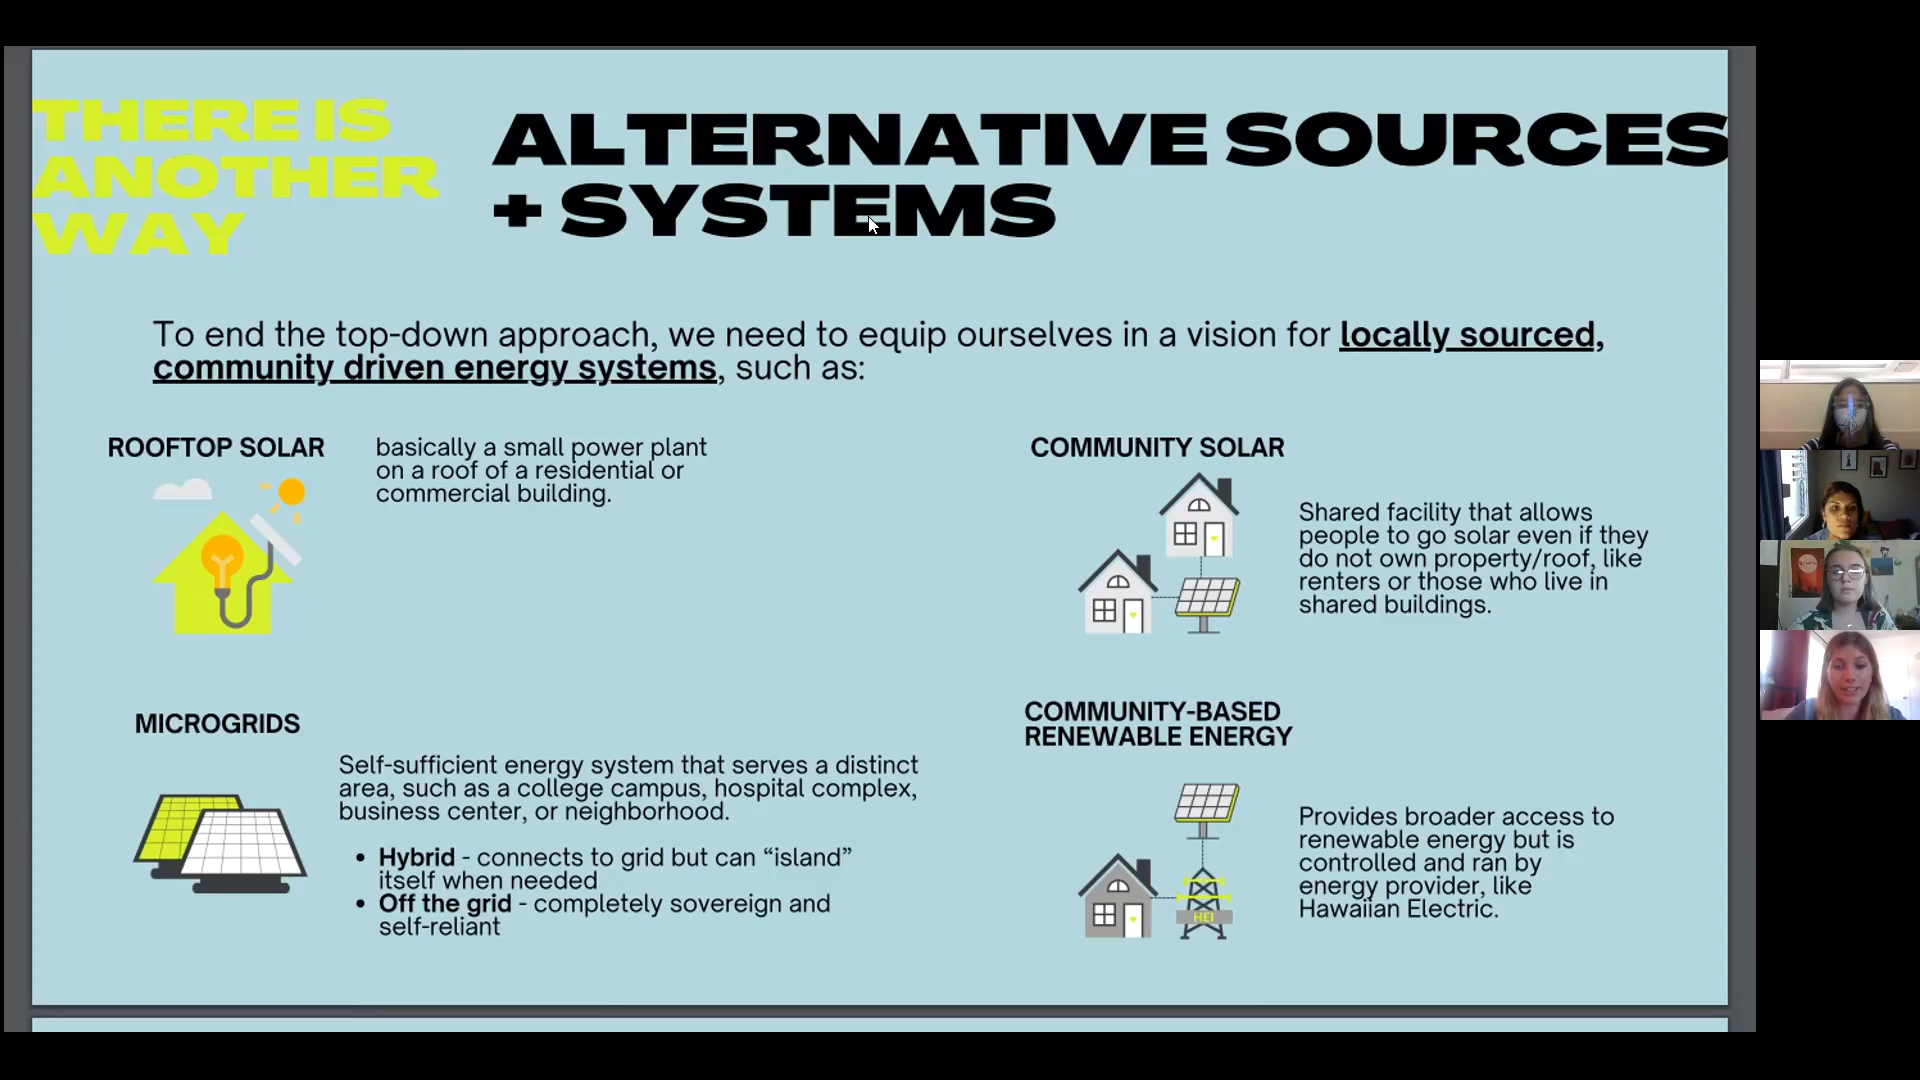 THERE IS
ANOTHER
WAY
ALTERNATIVE SOURCES
+ SYSTEMS
To end the top-down approach, we need to equip ourselves in a vision for locally sourced,
community driven energy systems, such as:
ROOFTOP SOLAR
basically a small power plant
on a roof of a residential or
commercial building.
COMMUNITY SOLAR
Shared facility that allows
people to go solar even if they
do not own property/roof, like
renters or those who live in
shared buildings.
MICROGRIDS
Self-sufficient energy system that serves a distinct
area, such as a college campus, hospital complex,
business center, or neighborhood.
• Hybrid - connects to grid but can “island”
itself when needed
• Off the grid - completely sovereign and
self-reliant
COMMUNITY-BASED
RENEWABLE ENERGY
Provides broader access to
renewable energy but is
controlled and ran by
energy provider, like
Hawaiian Electric.
HEI